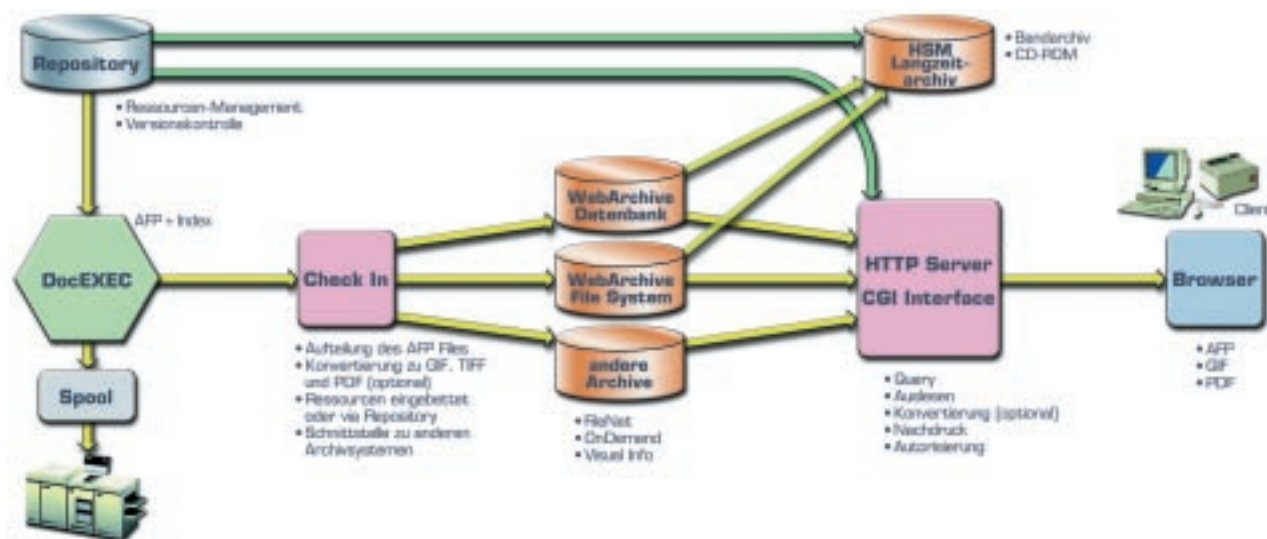 Repository
• Ressourcen-Management
• Versionskontrolle
HSM
Langzeit-
archiv
• Bandarchiv
• CD-ROM
AFP + Index
DocEXEC
Spool
Check In
• Aufteilung des AFP Files
• Konvertierung zu GIF, TIFF
und PDF (optional)
• Ressourcen eingebettet
oder via Repository
• Schnittstelle zu anderen
Archivsystemen
WebArchive
Datenbank
WebArchive
File System
andere
Archive
• FileNet
• OnDemand
• Visual Info
HTTP Server
CGI Interface
• Query
• Auslesen
• Konvertierung (optional)
• Nachdruck
• Autorisierung
Client
Browser
• AFP
• GIF
• PDF